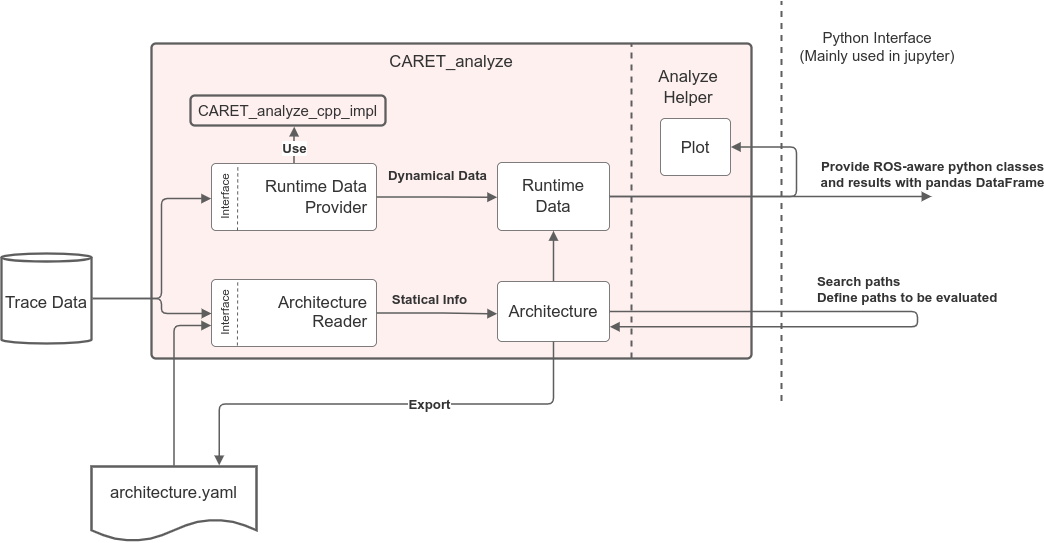 Python Interface
(Mainly used in jupyter)
CARET_analyze
Analyze
Helper
CARET_analyze_cpp_impl
Plot
Use
Interface
Runtime Data
Provider
Dynamical Data
Runtime
Data
Provide ROS-aware python classes
and results with pandas DataFrame
Trace Data
Interface
Architecture
Reader
Statical Info
Architecture
Search paths
Define paths to be evaluated
Export
architecture.yaml